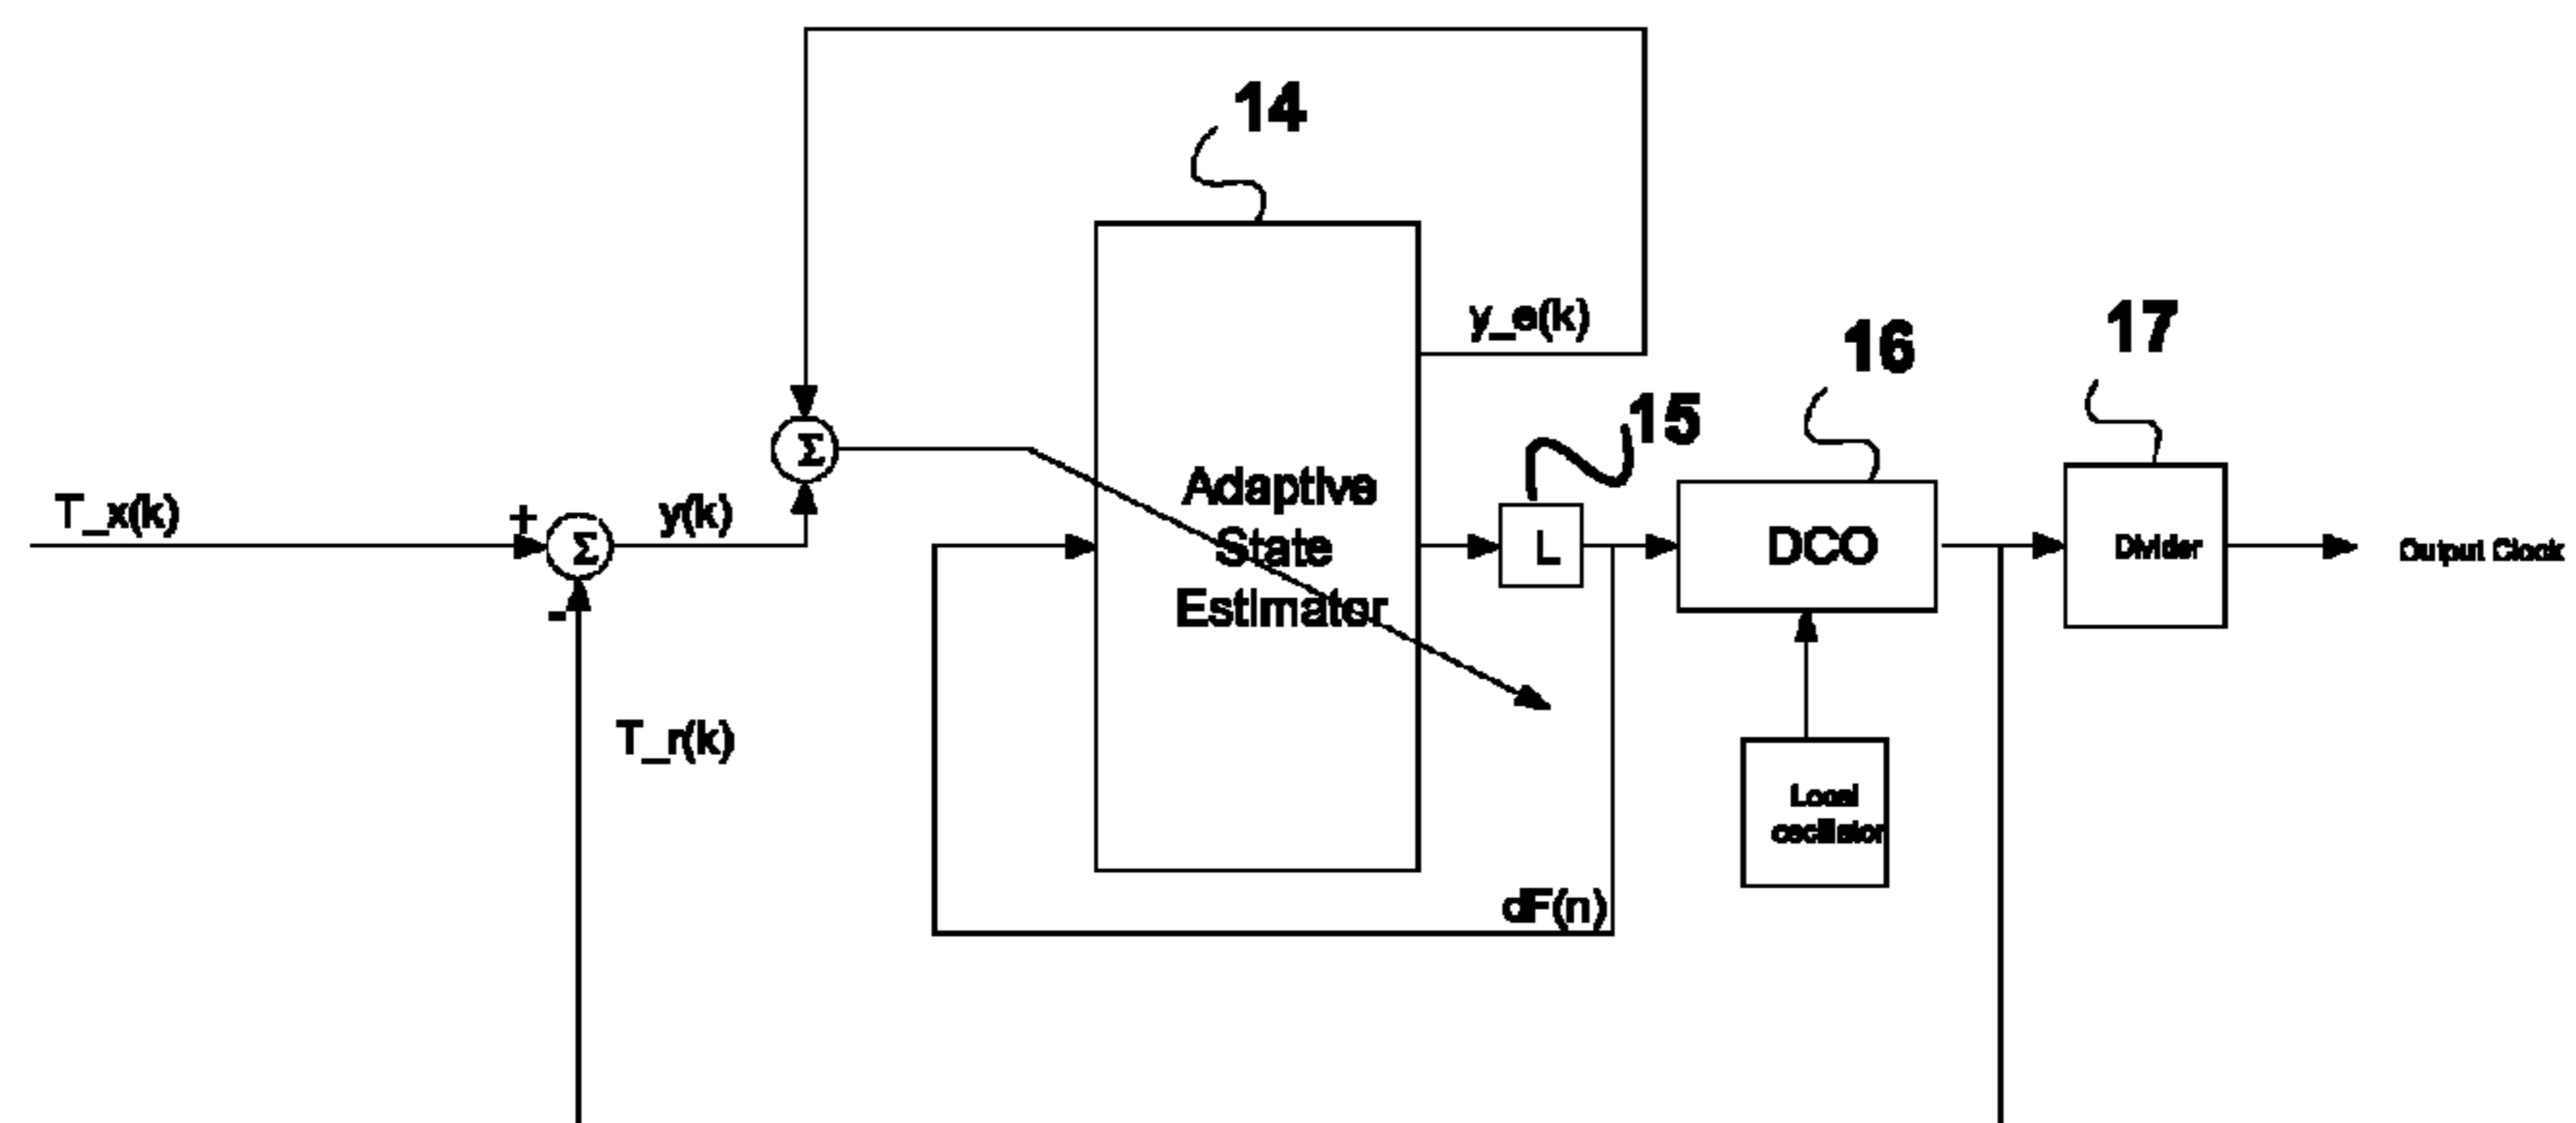 14
y_e(k)
17
16
15
Σ
T_x(k)
+
Σ
y(k)
Adaptive
State
Estimator
L
DCO
Divider
Output Clock
-
T_r(k)
Local
oscillator
dF(n)